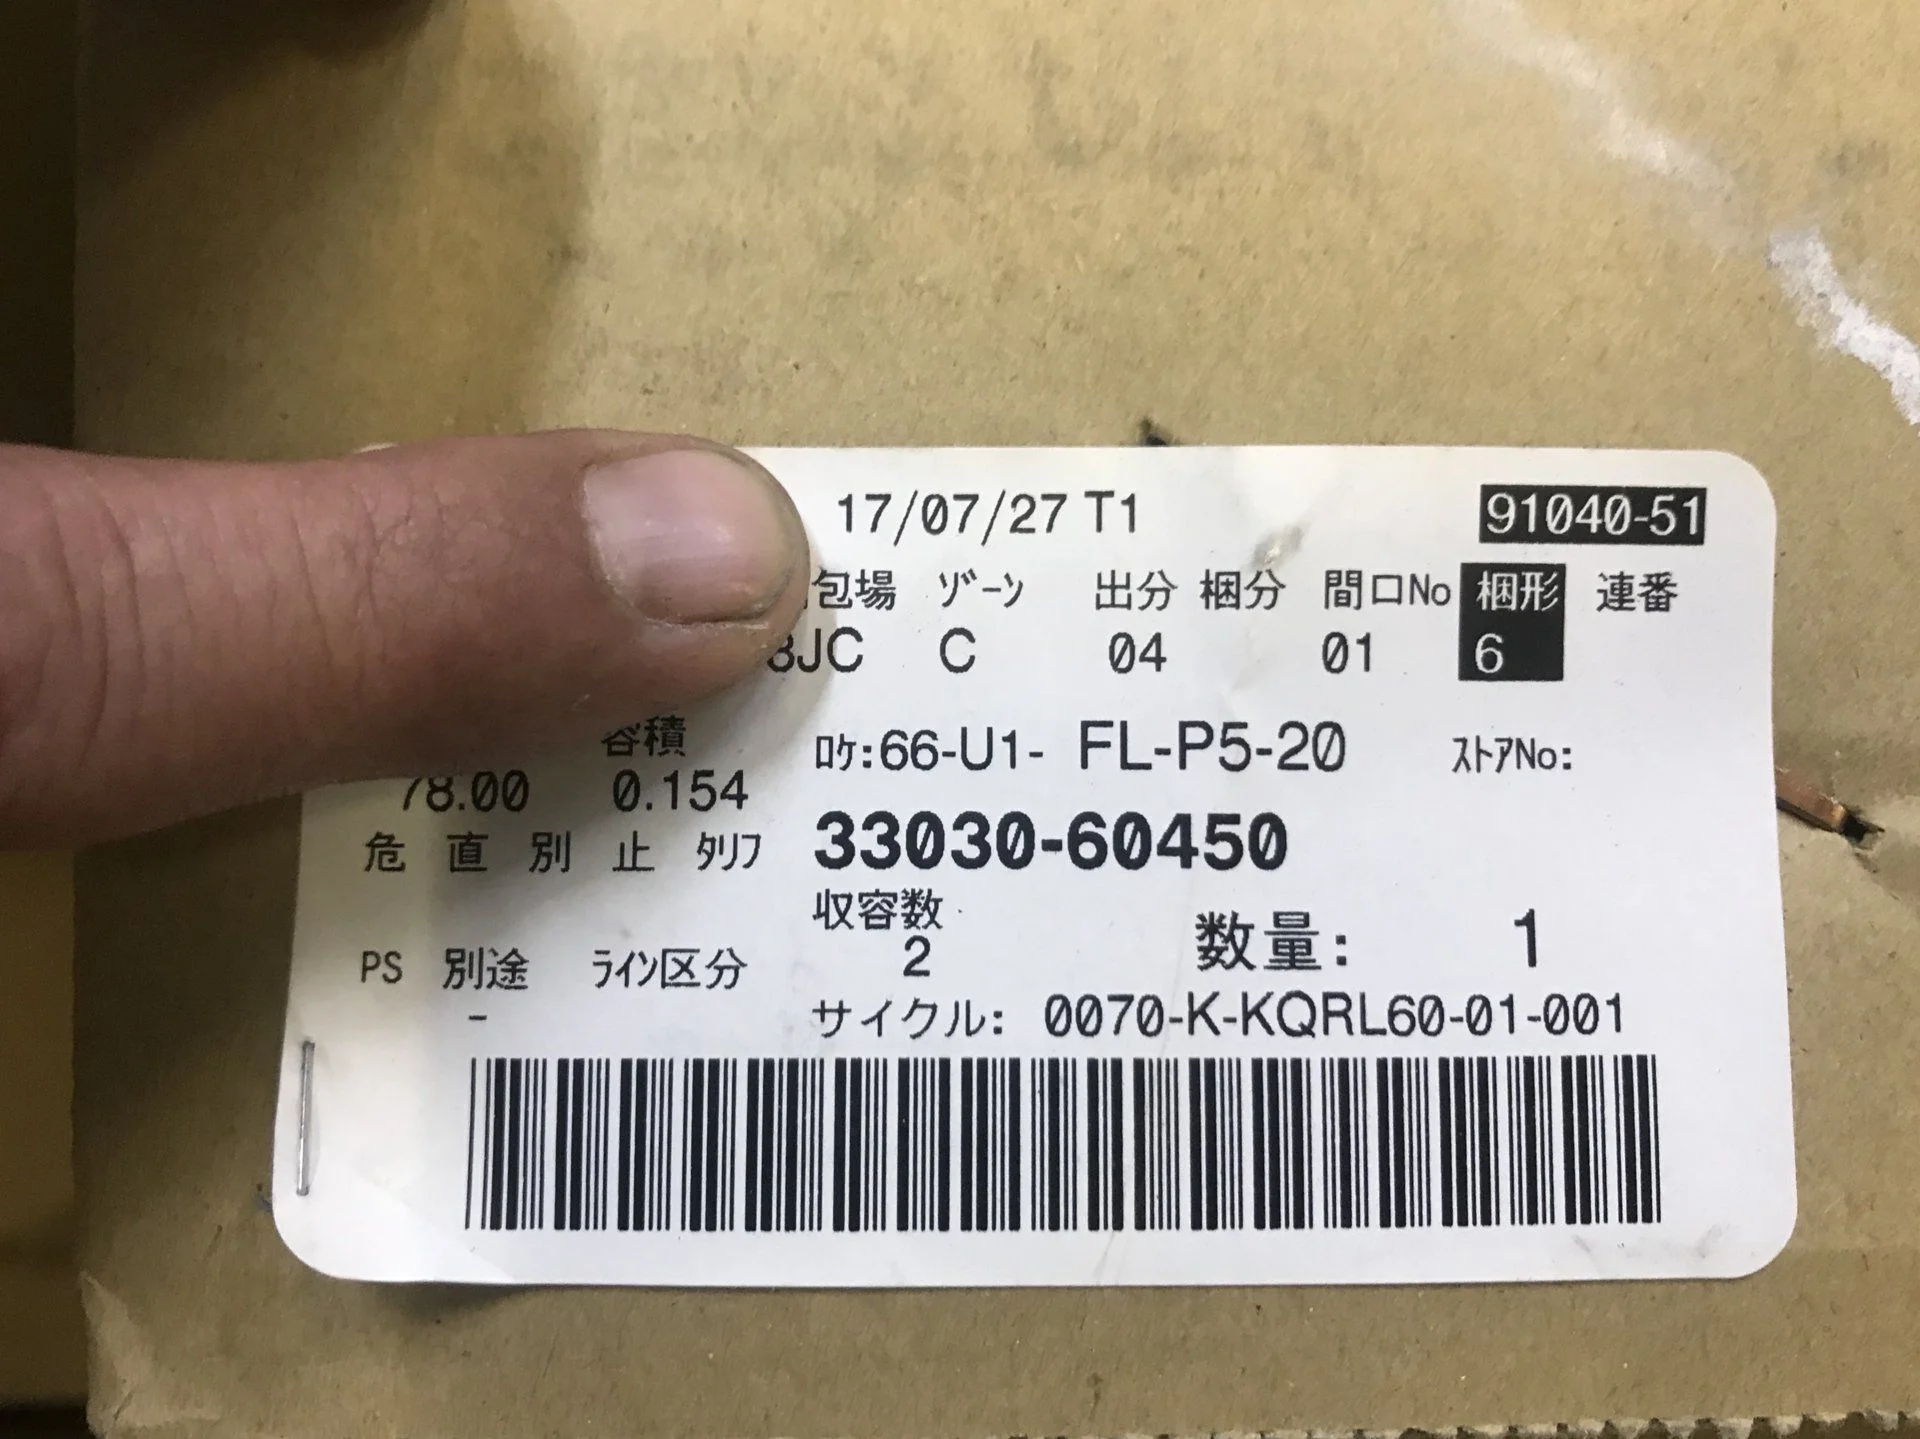 17/07/27 T1 91040-51
包場 ゾーン 出分 梱分 間口No 梱形 連番
JC C 04 01 6
容積 ロケ:66-U1- FL-P5-20 ストアNo:
78.00 0.154
33030-60450
危 直 別 止 タリフ
収容数
2 数量: 1
PS 別途 ライン区分
-
サイクル: 0070-K-KQRL60-01-001